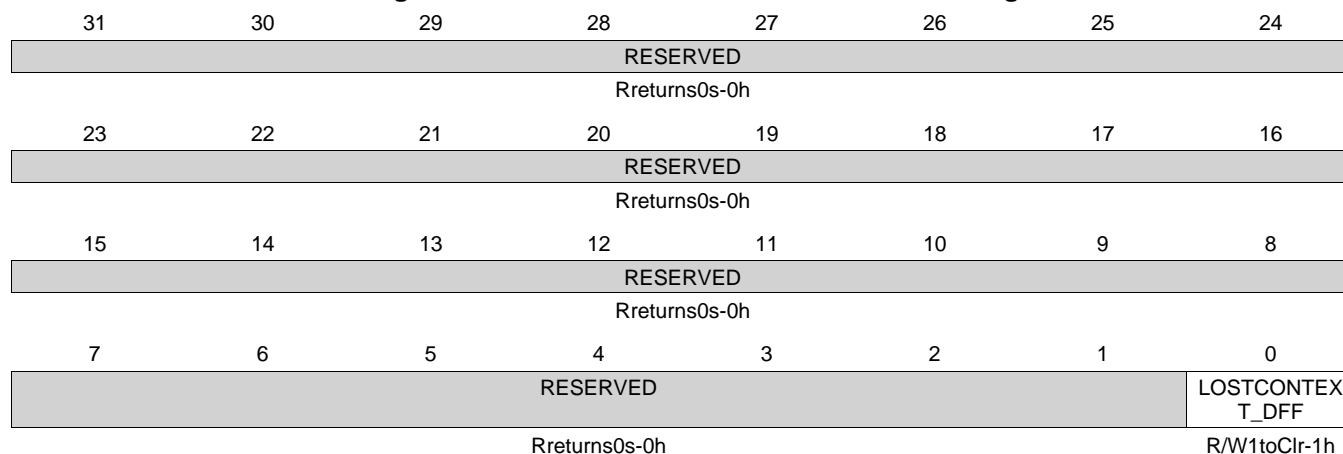 31 30 29 28 27 26 25 24
RESERVED
Rreturns0s-0h
23 22 21 20 19 18 17 16
RESERVED
Rreturns0s-0h
15 14 13 12 11 10 9 8
RESERVED
Rreturns0s-0h
7 6 5 4 3 2 1 0
RESERVED LOSTCONTEX
T_DFF
Rreturns0s-0h R/W1toClr-1h